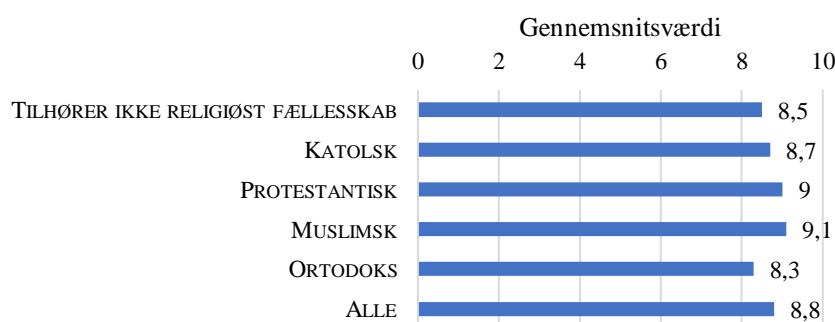 Gennemsnitsværdi
0 2 4 6 8 10
TILHØRER IKKE RELIGIØST FÆLLESSKAB 8,5
KATOLSK 8,7
PROTESTANTISK 9
MUSLIMSK 9,1
ORTODOKS 8,3
ALLE 8,8